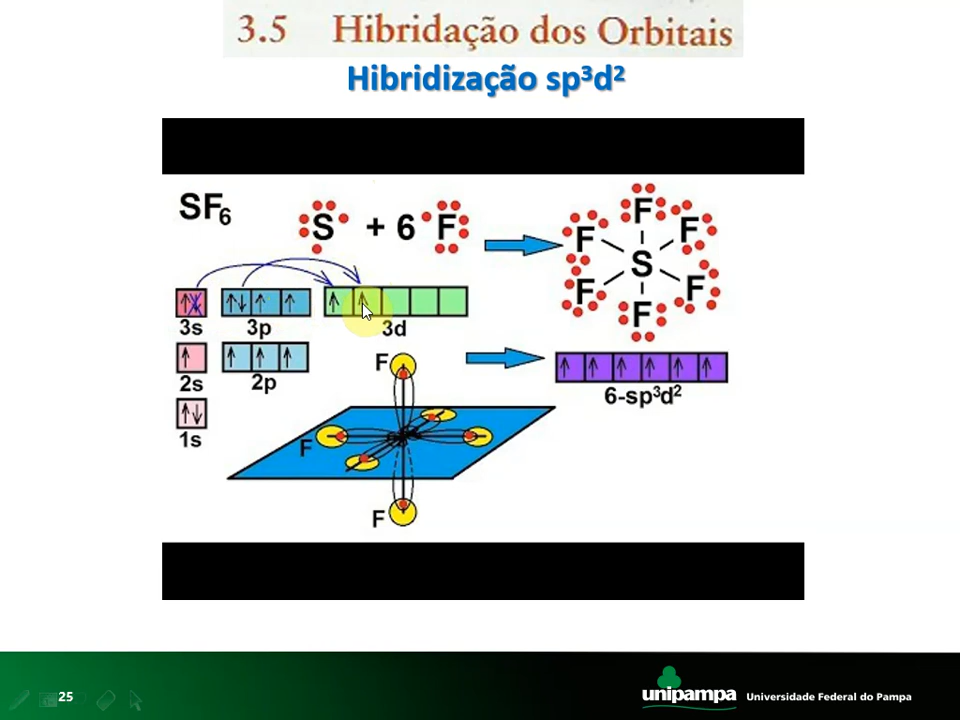 3.5 Hibridação dos Orbitais
Hibridização sp³d²
SF₆
S + 6 F
F
F F
S
F F
F
3s 3p 3d
2s 2p
1s
6-sp³d²
F
F
F
25
unipampa Universidade Federal do Pampa